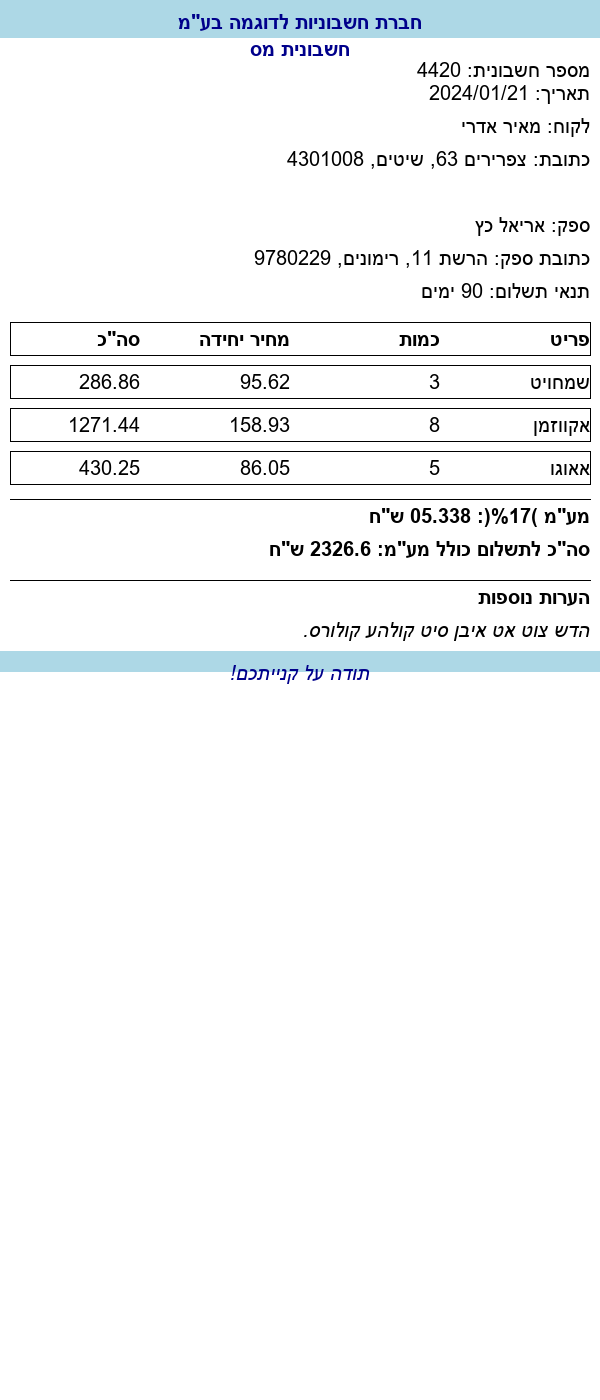 חברת חשבוניות לדוגמה בע"מ
חשבונית מס
מספר חשבונית: 4420
תאריך: 2024/01/21
לקוח: מאיר אדרי
כתובת: צפרירים 63, שיטים, 4301008
ספק: אריאל כץ
כתובת ספק: הרשת 11, רימונים, 9780229
תנאי תשלום: 90 ימים
פריט כמות מחיר יחידה סה"כ
שמחויט 3 95.62 286.86
אקווזמן 8 158.93 1271.44
אאוגו 5 86.05 430.25
מע"מ )17%(: 05.338 ש"ח
סה"כ לתשלום כולל מע"מ: 2326.6 ש"ח
הערות נוספות
הדש צוט אט איבן סיט קולהע קולורס.
תודה על קנייתכם!